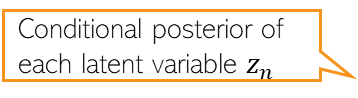 Conditional posterior of
each latent variable $z_n$